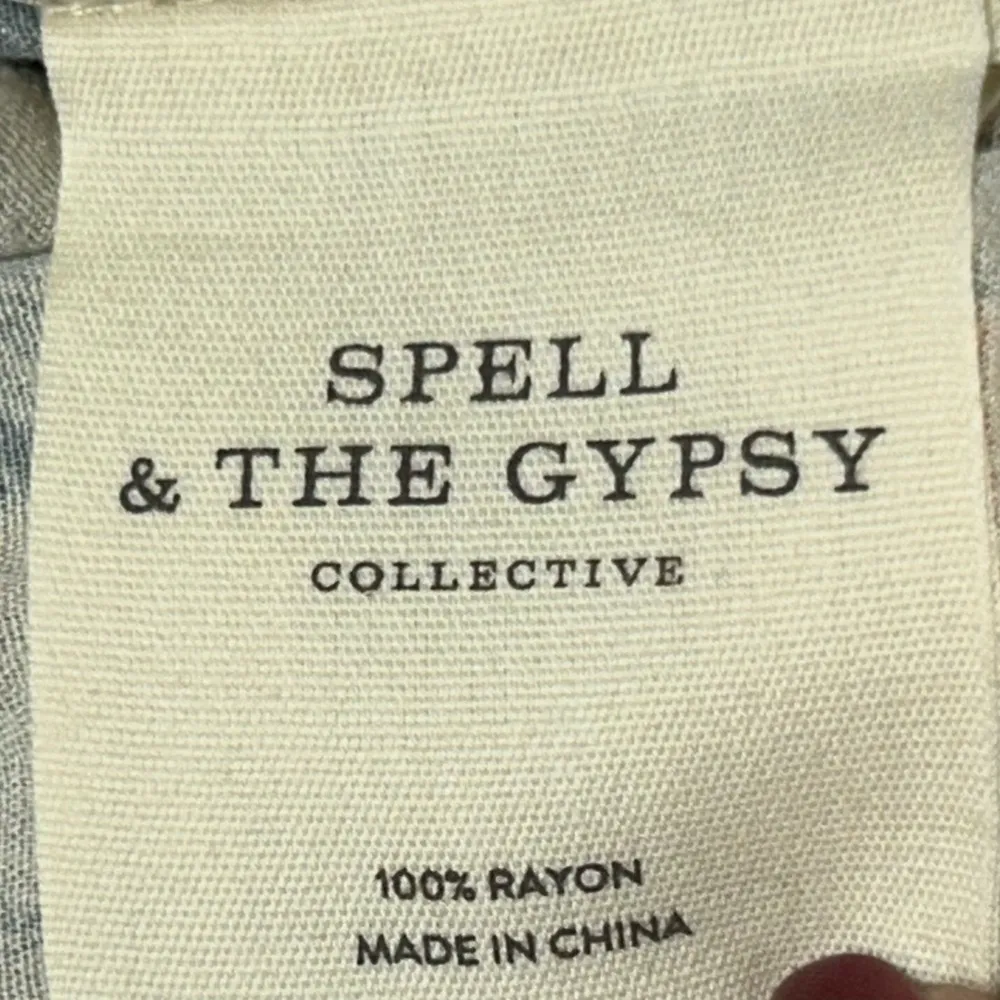 SPELL
& THE GYPSY
COLLECTIVE
100% RAYON
MADE IN CHINA